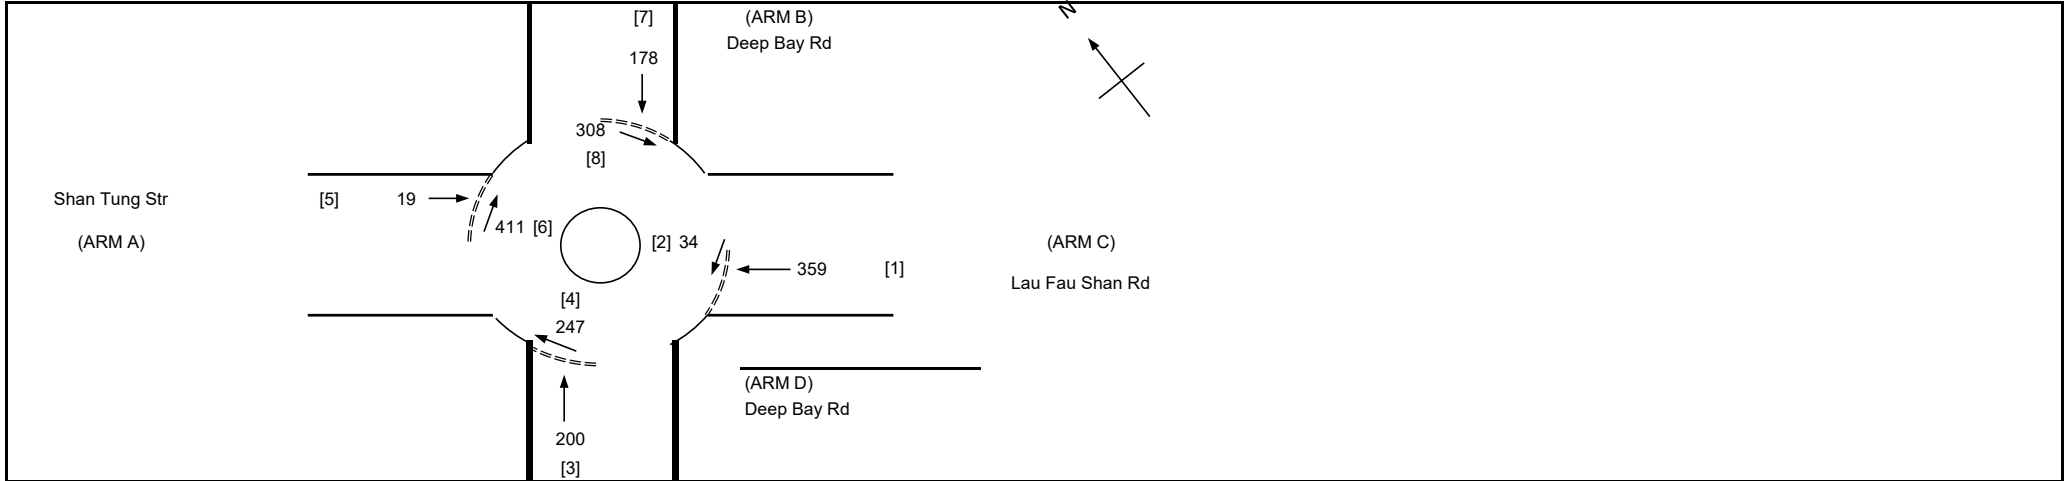 [7]
(ARM B)
N
Deep Bay Rd
178
308
[8]
Shan Tung Str
[5]
19
411 [6]
[2] 34
(ARM A)
(ARM C)
359
[1]
Lau Fau Shan Rd
[4]
247
(ARM D)
Deep Bay Rd
200
[3]